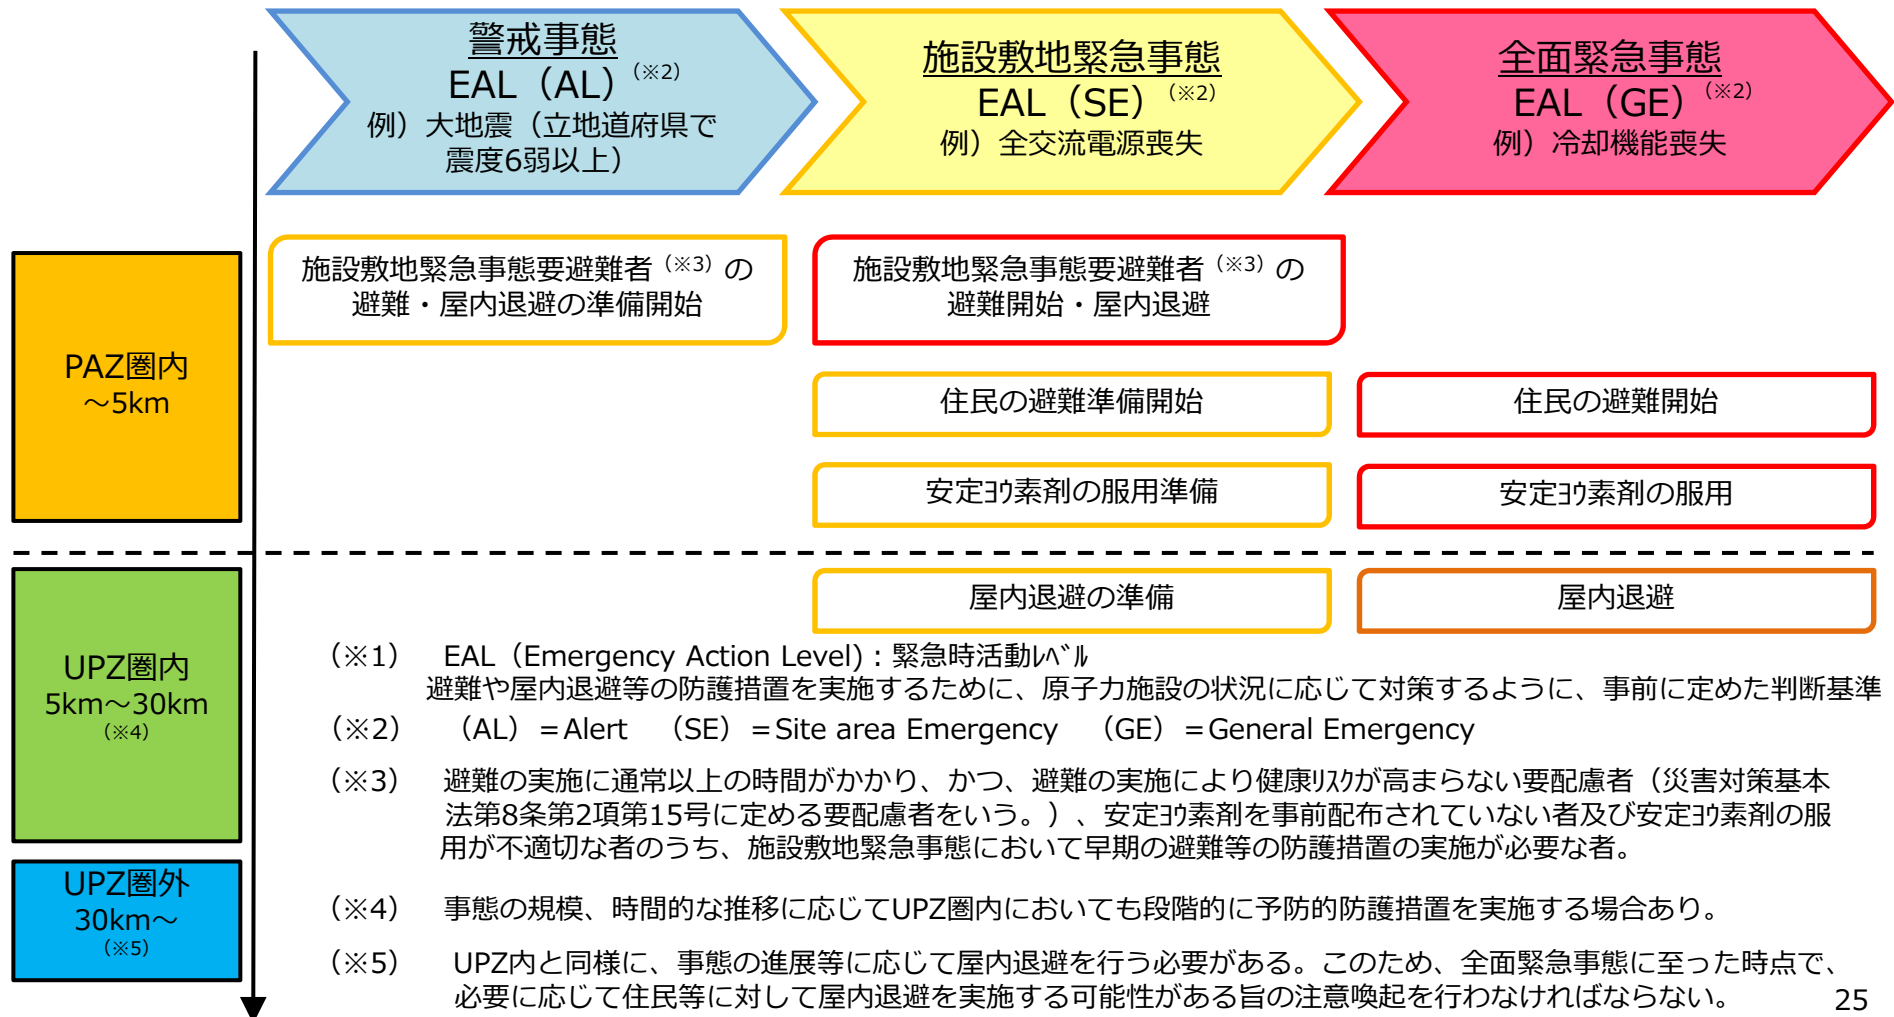 警戒事態
EAL（AL）（※2）
例）大地震（立地道府県で
震度6弱以上）
施設敷地緊急事態
EAL（SE）（※2）
例）全交流電源喪失
全面緊急事態
EAL（GE）（※2）
例）冷却機能喪失
PAZ圏内
～5km
施設敷地緊急事態要避難者（※3）の
避難・屋内退避の準備開始
施設敷地緊急事態要避難者（※3）の
避難開始・屋内退避
住民の避難準備開始
住民の避難開始
安定ﾖｳ素剤の服用準備
安定ﾖｳ素剤の服用
UPZ圏内
5km～30km
（※4）
屋内退避の準備
屋内退避
（※1） EAL（Emergency Action Level)：緊急時活動ﾚﾍﾞﾙ
避難や屋内退避等の防護措置を実施するために、原子力施設の状況に応じて対策するように、事前に定めた判断基準
（※2） （AL）＝Alert （SE）＝Site area Emergency （GE）＝General Emergency
（※3） 避難の実施に通常以上の時間がかかり、かつ、避難の実施により健康ﾘｽｸが高まらない要配慮者（災害対策基本
法第8条第2項第15号に定める要配慮者をいう。）、安定ﾖｳ素剤を事前配布されていない者及び安定ﾖｳ素剤の服
用が不適切な者のうち、施設敷地緊急事態において早期の避難等の防護措置の実施が必要な者。
UPZ圏外
30km～
（※5）
（※4） 事態の規模、時間的な推移に応じてUPZ圏内においても段階的に予防的防護措置を実施する場合あり。
（※5） UPZ内と同様に、事態の進展等に応じて屋内退避を行う必要がある。このため、全面緊急事態に至った時点で、
必要に応じて住民等に対して屋内退避を実施する可能性がある旨の注意喚起を行わなければならない。
25